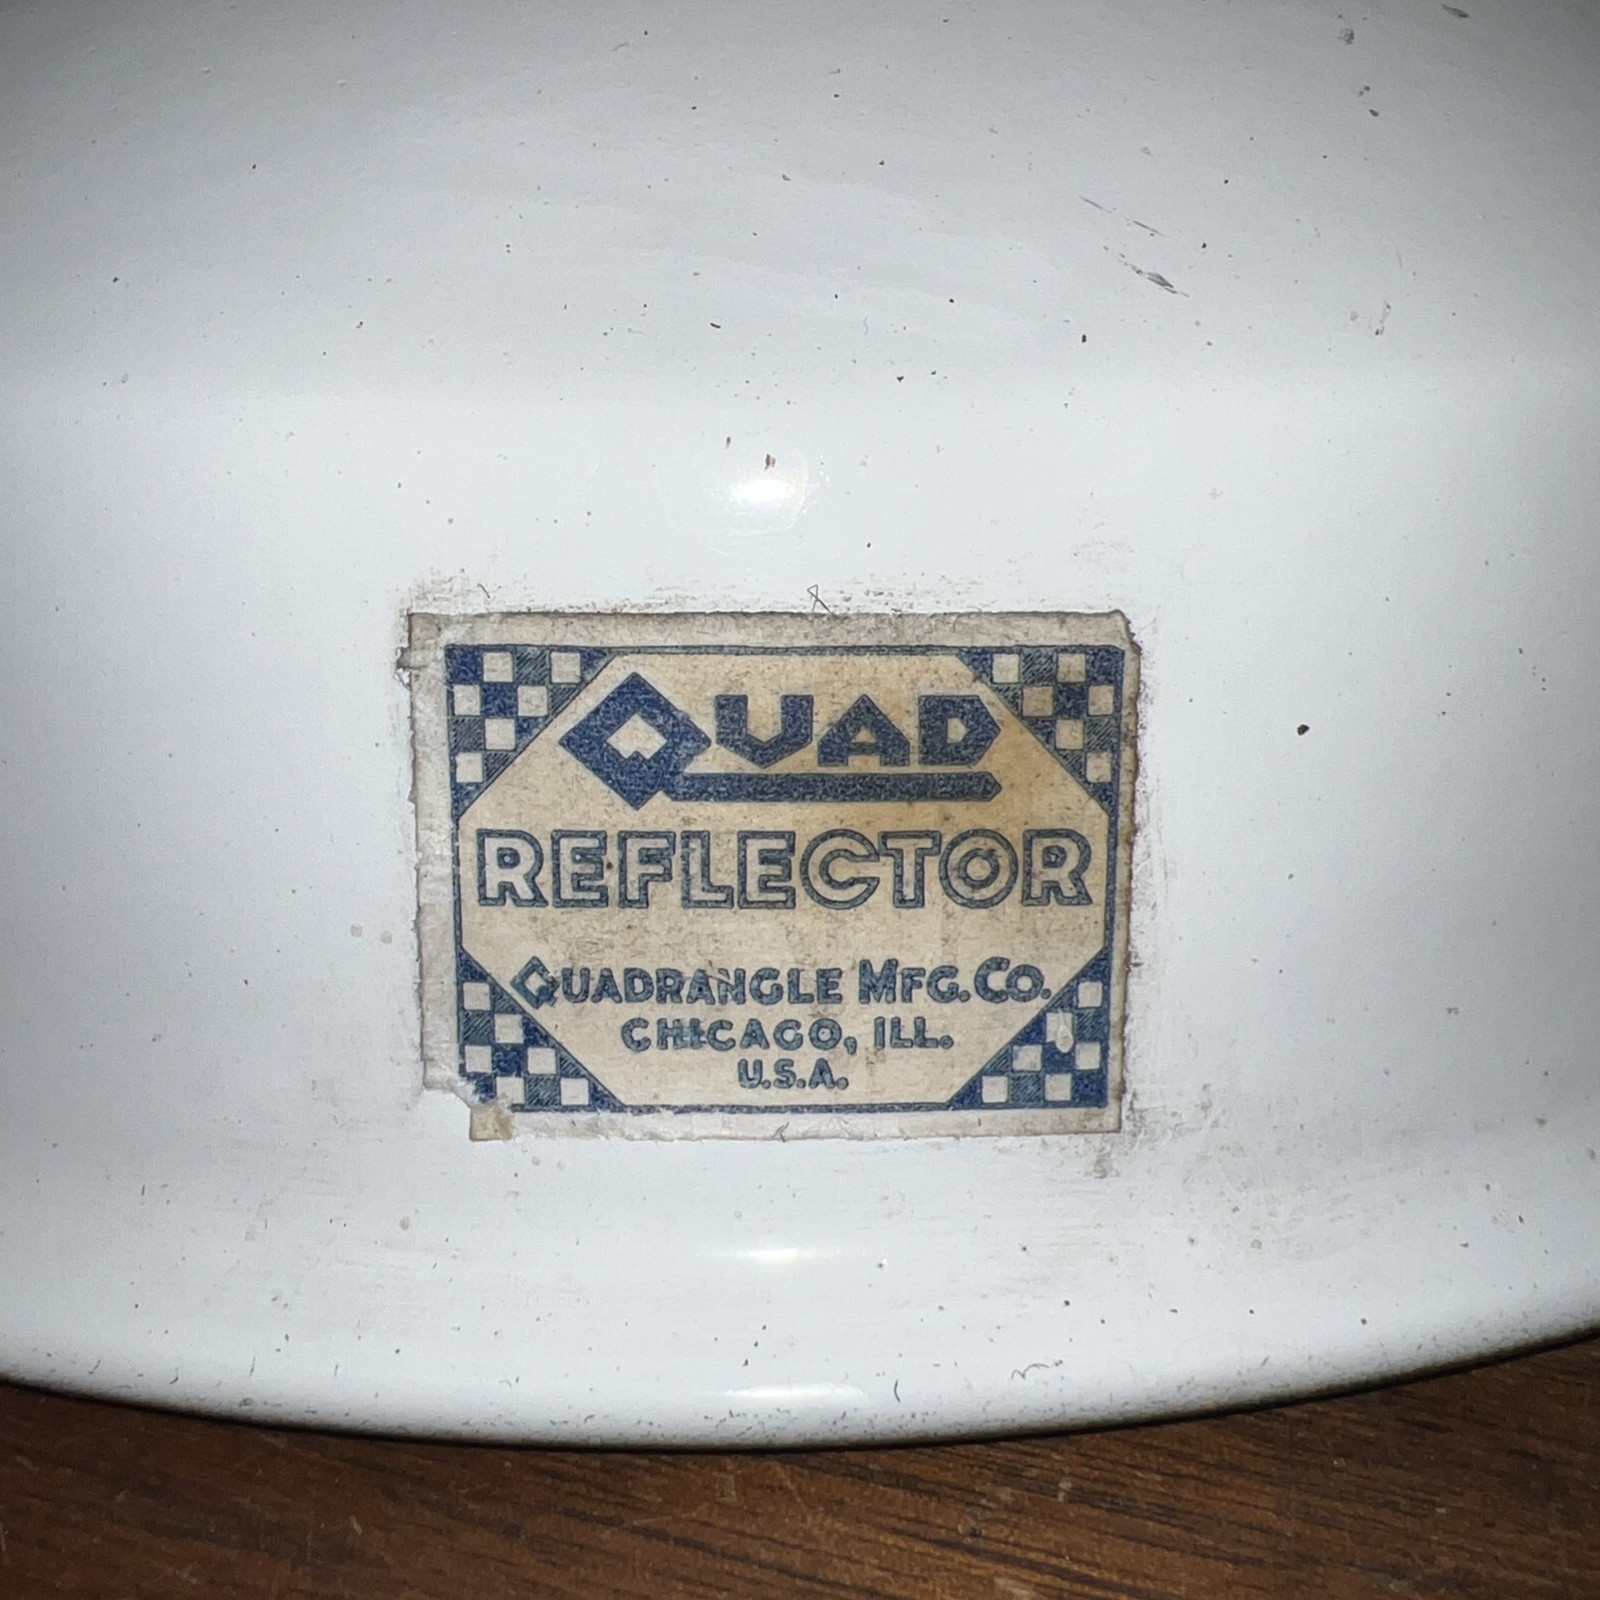 QUAD
REFLECTOR
QUADRANGLE MFG. CO.
CHICAGO, ILL.
U.S.A.